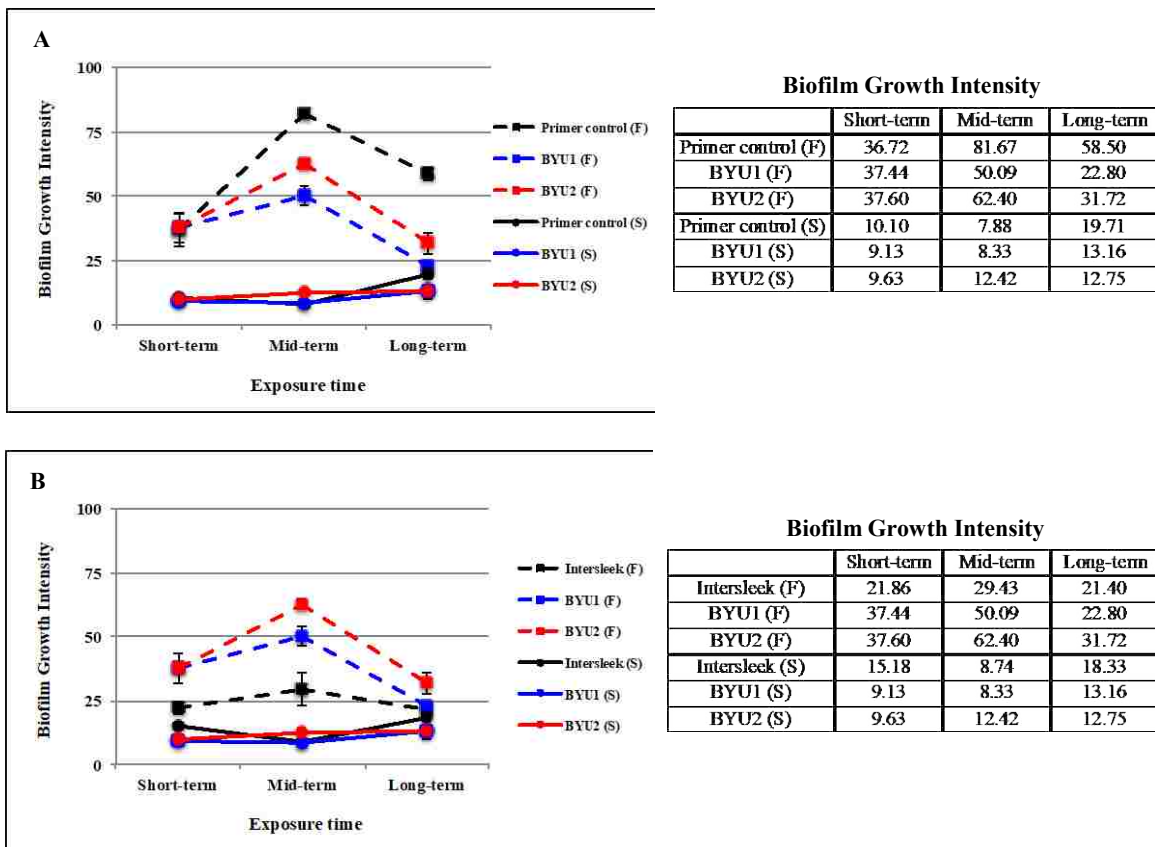 A
100
75
50
25
0
Biofilm Growth Intensity
Short-term Mid-term Long-term
Exposure time
Primer control (F)
BYU1 (F)
BYU2 (F)
Primer control (S)
BYU1 (S)
BYU2 (S)
Biofilm Growth Intensity
Short-term Mid-term Long-term
Primer control (F) 36.72 81.67 58.50
BYU1 (F) 37.44 50.09 22.80
BYU2 (F) 37.60 62.40 31.72
Primer control (S) 10.10 7.88 19.71
BYU1 (S) 9.13 8.33 13.16
BYU2 (S) 9.63 12.42 12.75
B
100
75
50
25
0
Biofilm Growth Intensity
Short-term Mid-term Long-term
Exposure time
Intersleek (F)
BYU1 (F)
BYU2 (F)
Intersleek (S)
BYU1 (S)
BYU2 (S)
Biofilm Growth Intensity
Short-term Mid-term Long-term
Intersleek (F) 21.86 29.43 21.40
BYU1 (F) 37.44 50.09 22.80
BYU2 (F) 37.60 62.40 31.72
Intersleek (S) 15.18 8.74 18.33
BYU1 (S) 9.13 8.33 13.16
BYU2 (S) 9.63 12.42 12.75